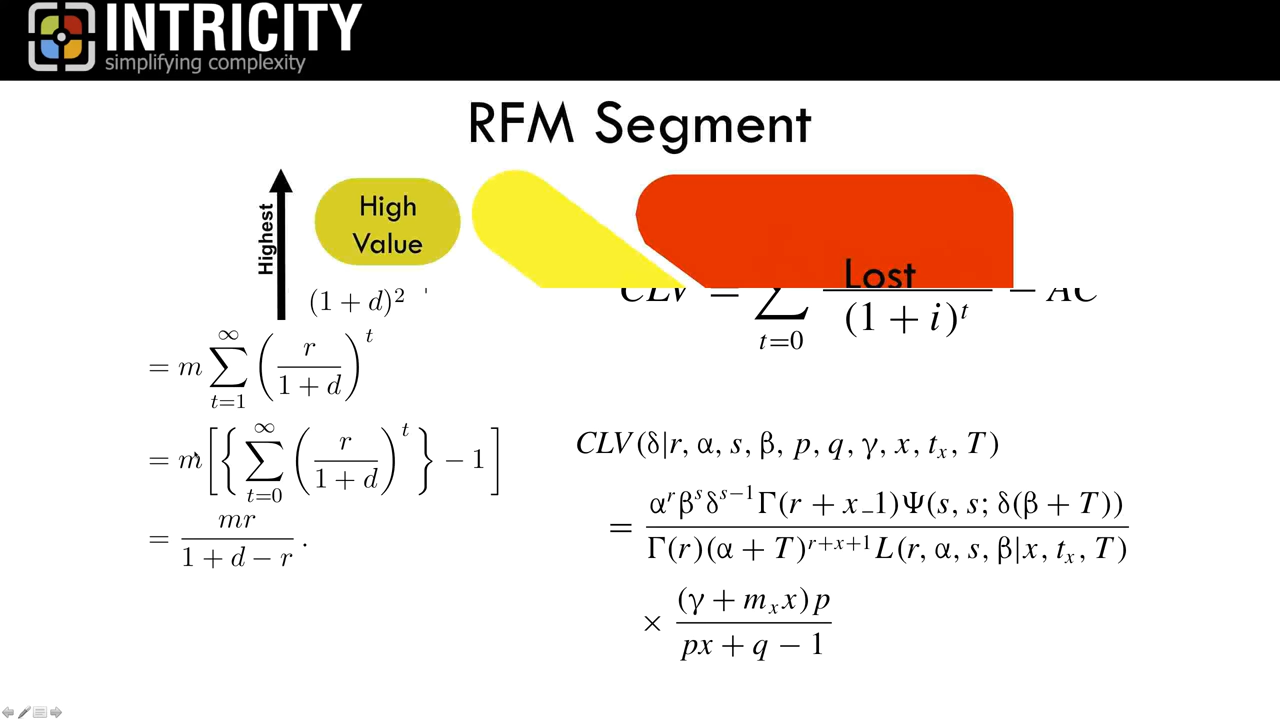 INTRICITY
simplifying complexity
RFM Segment
Highest
High
Value
Lost
(1 + d)²
= m ∑_{t=1}^{∞} (r / (1 + d))^t
= m[{∑_{t=0}^{∞} (r / (1 + d))^t} − 1]
= mr / (1 + d − r) .
CLV = ∑_{t=0} / (1 + i)^t − AC
CLV(δ|r, α, s, β, p, q, γ, x, t_x, T)
= α^r β^s δ^{s−1} Γ(r + x_1)Ψ(s, s; δ(β + T)) / Γ(r)(α + T)^{r+x+1} L(r, α, s, β|x, t_x, T)
× (γ + m_x x)p / px + q − 1